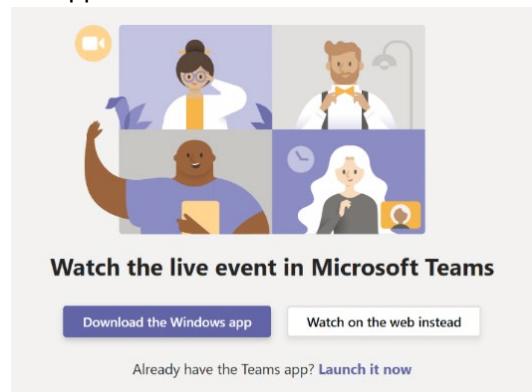 Watch the live event in Microsoft Teams
Download the Windows app
Watch on the web instead
Already have the Teams app? Launch it now